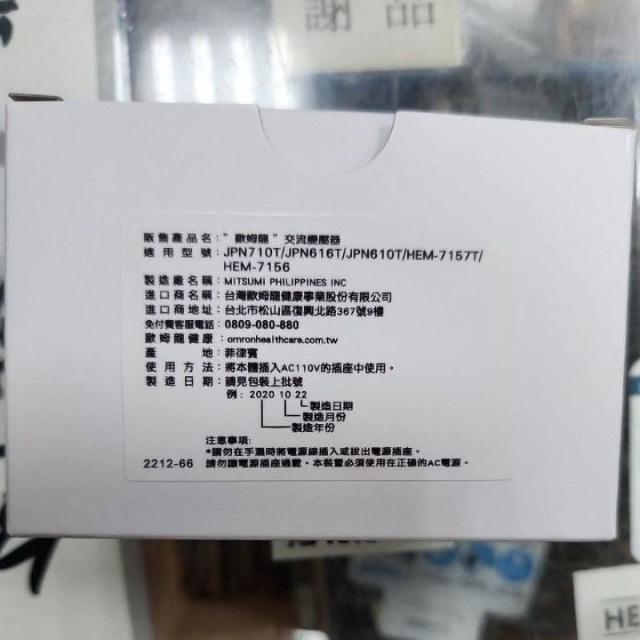 謝品
販售產品名："歐姆龍"交流變壓器
適用型號：JPN710T/JPN616T/JPN610T/HEM-7157T/
HEM-7156
製造廠名稱：MITSUMI PHILIPPINES INC
進口商名稱：台灣歐姆龍健康事業股份有限公司
進口商地址：台北市松山區復興北路367號9樓
免付費客服電話：0809-080-880
歐姆龍健康：omronhealthcare.com.tw
產地：菲律賓
使用方法：將本體插入AC110V的插座中使用。
製造日期：請見包裝上批號
例：2020 10 22
製造日期
製造月份
製造年份
注意事項：
*請勿在手濕時將電源線插入或拔出電源插座。
2212-66 請勿讓電源插座過載。本裝置必須使用在正確的AC電源。
HE